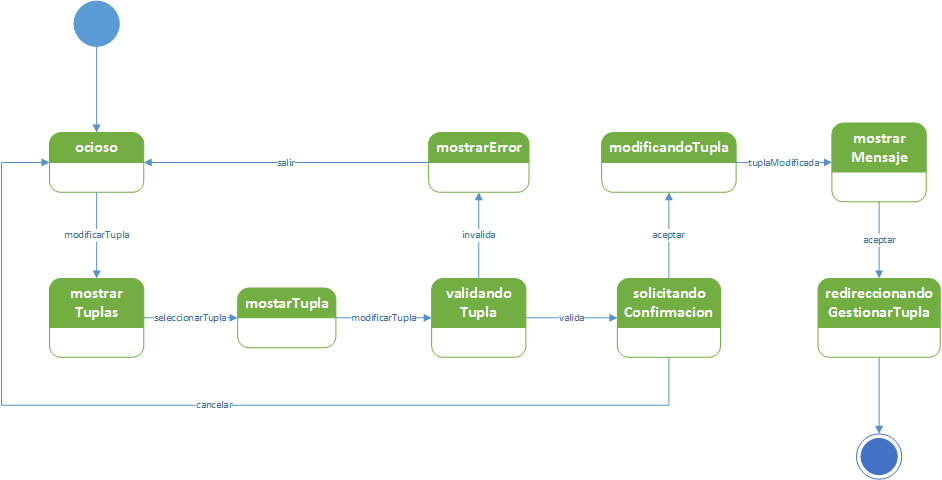 ocioso
mostrarError
modificandoTupla
mostrar
Mensaje
salir
tuplaModificada
modificarTupla
invalida
aceptar
aceptar
mostrar
Tuplas
seleccionarTupla
mostarTupla
modificarTupla
validando
Tupla
valida
solicitando
Confirmacion
redireccionando
GestionarTupla
cancelar